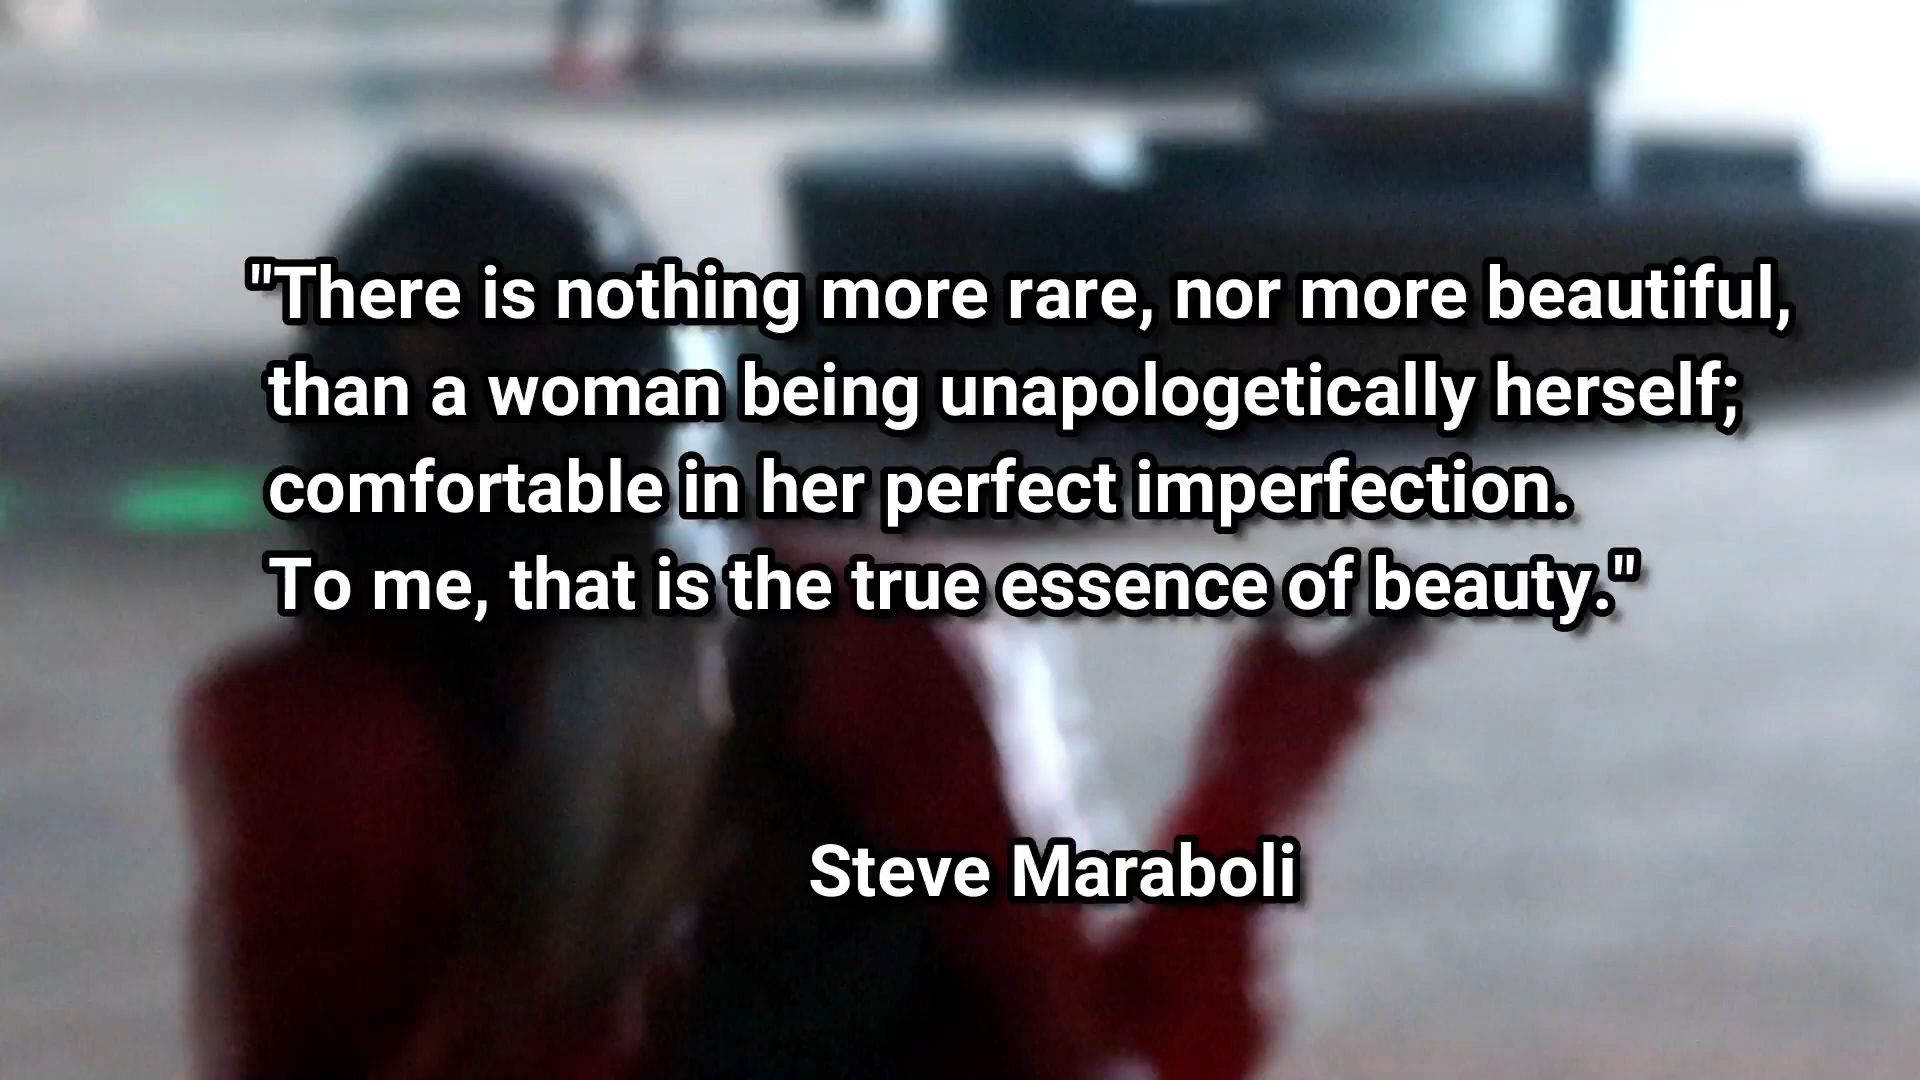 "There is nothing more rare, nor more beautiful,
than a woman being unapologetically herself;
comfortable in her perfect imperfection.
To me, that is the true essence of beauty."
Steve Maraboli